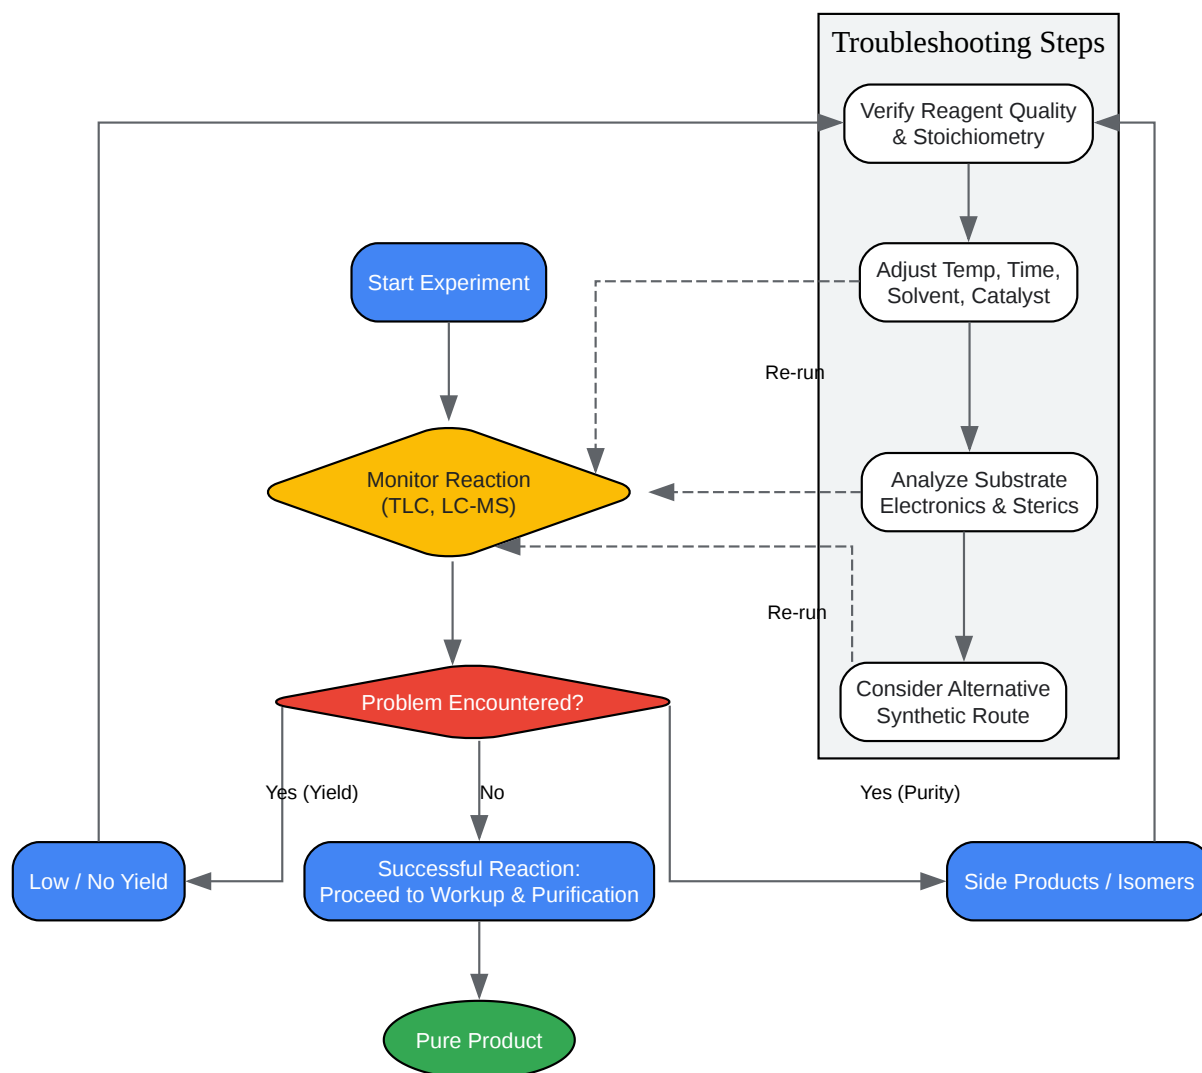 Troubleshooting Steps
Verify Reagent Quality
& Stoichiometry
Start Experiment
Adjust Temp, Time,
Solvent, Catalyst
Re-run
Monitor Reaction
(TLC, LC-MS)
Analyze Substrate
Electronics & Sterics
Re-run
Problem Encountered?
Consider Alternative
Synthetic Route
Yes (Yield)
No
Yes (Purity)
Low / No Yield
Successful Reaction:
Proceed to Workup & Purification
Side Products / Isomers
Pure Product